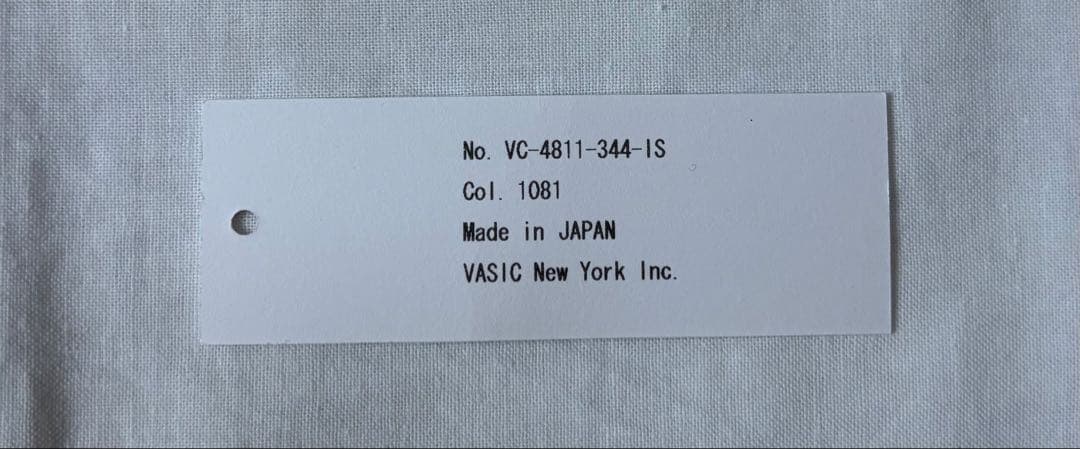 No. VC-4811-344-IS
Col. 1081
Made in JAPAN
VASIC New York Inc.